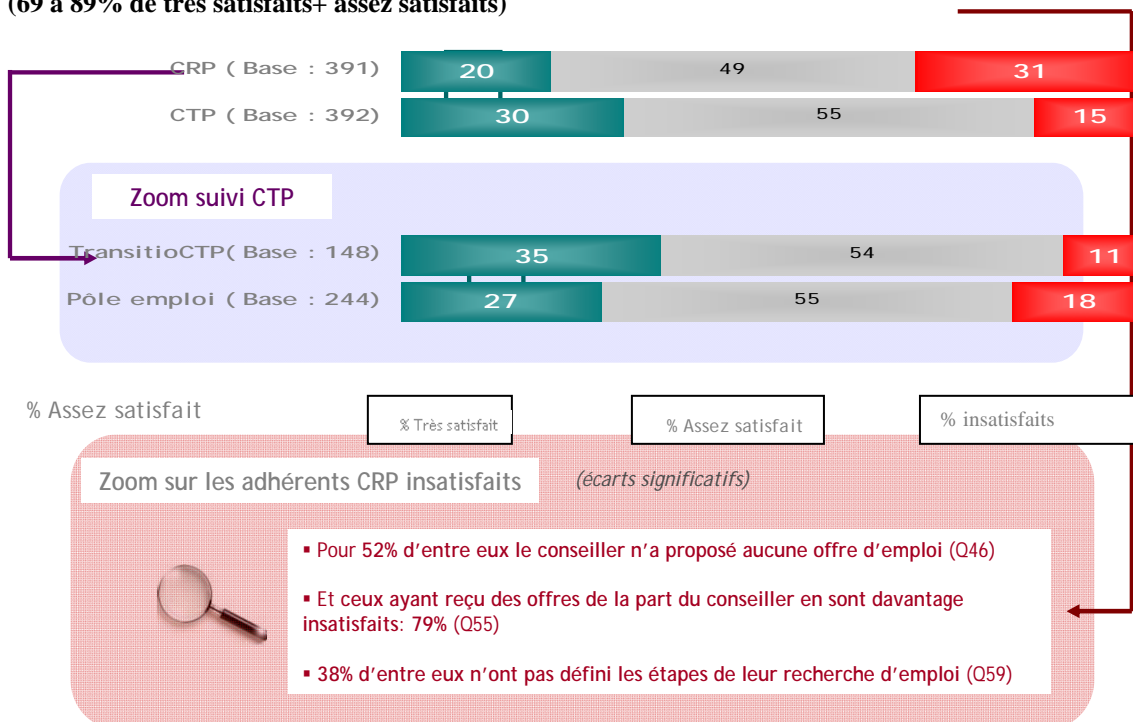 (69 à 89% de très satisfaits+ assez satisfaits)
CRP ( Base : 391) 20 49 31
CTP ( Base : 392) 30 55 15
Zoom suivi CTP
TransitioCTP( Base : 148) 35 54 11
Pôle emploi ( Base : 244) 27 55 18
% Assez satisfait
% Très satisfait
% Assez satisfait
% insatisfaits
Zoom sur les adhérents CRP insatisfaits (écarts significatifs)
▪ Pour 52% d'entre eux le conseiller n'a proposé aucune offre d'emploi (Q46)
▪ Et ceux ayant reçu des offres de la part du conseiller en sont davantage
insatisfaits: 79% (Q55)
▪ 38% d'entre eux n'ont pas défini les étapes de leur recherche d'emploi (Q59)